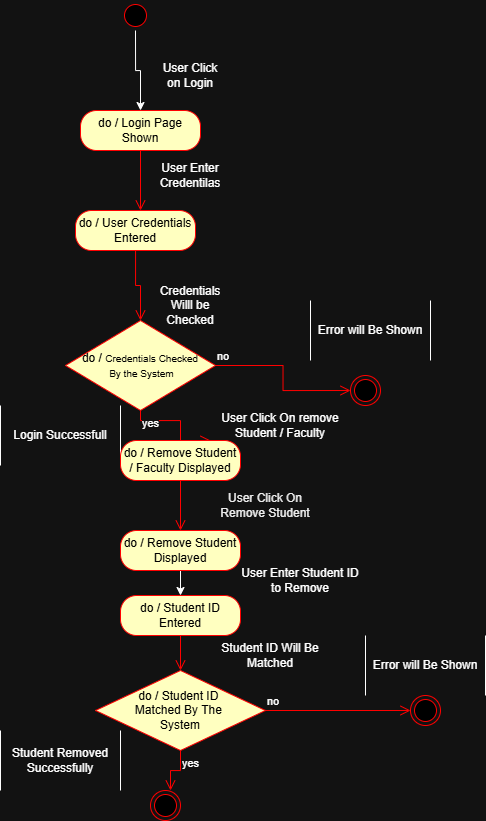 User Click
on Login
do / Login Page
Shown
User Enter
Credentilas
do / User Credentials
Entered
Credentials
Willl be
Checked
Error will Be Shown
do / Credentials Checked
By the System
no
yes
User Click On remove
Student / Faculty
Login Successfull
do / Remove Student
/ Faculty Displayed
User Click On
Remove Student
do / Remove Student
Displayed
User Enter Student ID
to Remove
do / Student ID
Entered
Student ID Will Be
Matched
Error will Be Shown
do / Student ID
Matched By The
System
no
Student Removed
Successfully
yes